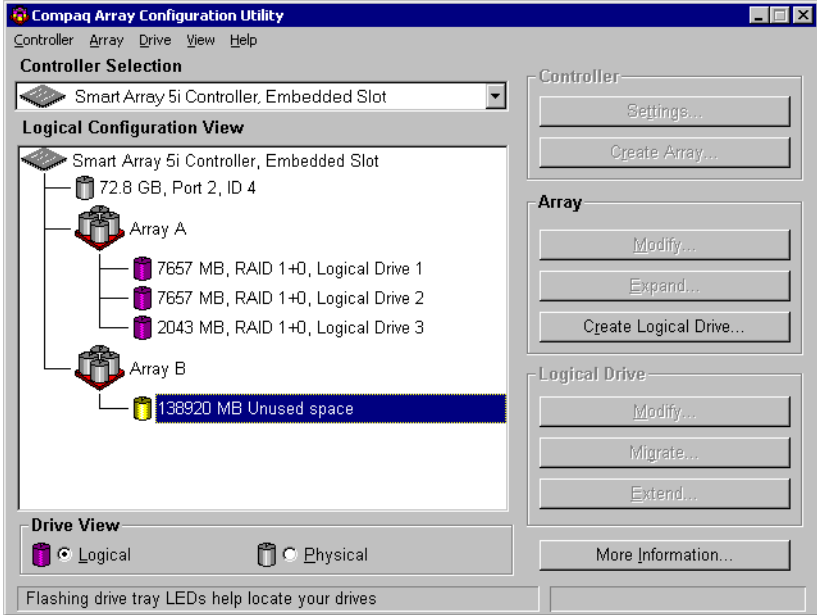 Compaq Array Configuration Utility
Controller Array Drive View Help
Controller Selection
Smart Array 5i Controller, Embedded Slot
Logical Configuration View
Smart Array 5i Controller, Embedded Slot
72.8 GB, Port 2, ID 4
Array A
7657 MB, RAID 1+0, Logical Drive 1
7657 MB, RAID 1+0, Logical Drive 2
2043 MB, RAID 1+0, Logical Drive 3
Array B
138920 MB Unused space
Drive View
Logical
Physical
Controller
Settings...
Create Array...
Array
Modify...
Expand...
Create Logical Drive...
Logical Drive
Modify...
Migrate...
Extend...
More Information...
Flashing drive tray LEDs help locate your drives